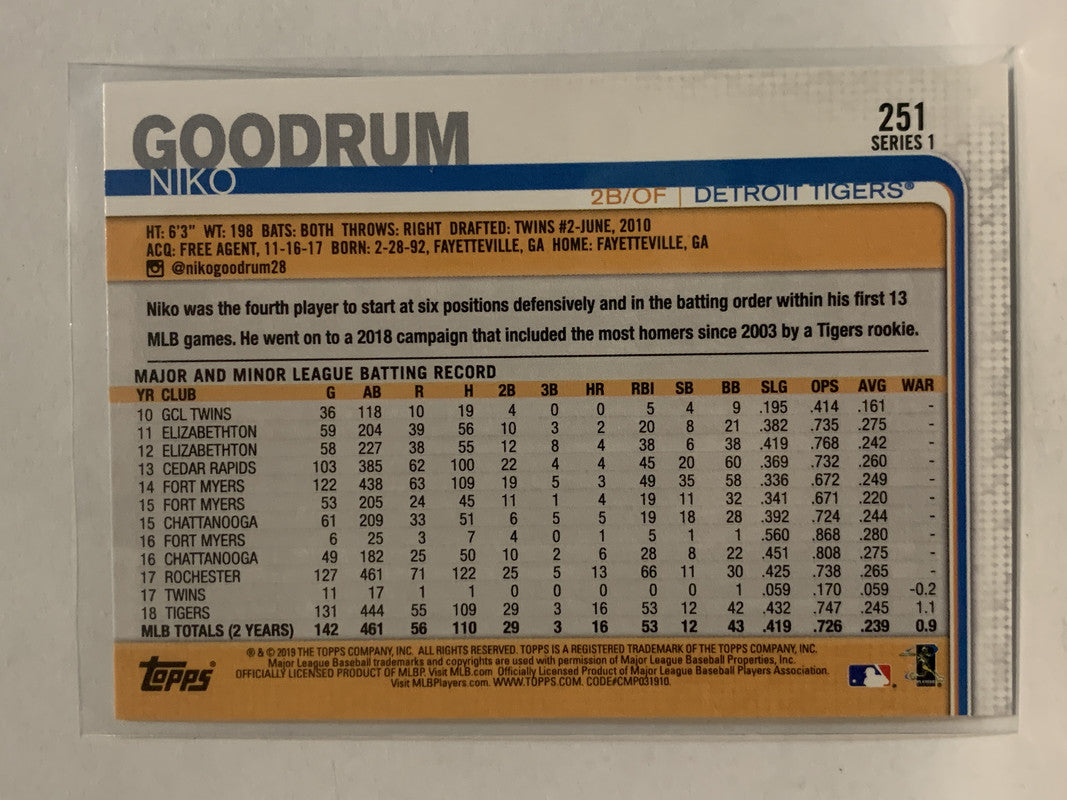 GOODRUM
NIKO
251
SERIES 1
2B/OF | DETROIT TIGERS®
HT: 6'3" WT: 198 BATS: BOTH THROWS: RIGHT DRAFTED: TWINS #2-JUNE, 2010
ACQ: FREE AGENT, 11-16-17 BORN: 2-28-92, FAYETTEVILLE, GA HOME: FAYETTEVILLE, GA
@nikogoodrum28
Niko was the fourth player to start at six positions defensively and in the batting order within his first 13
MLB games. He went on to a 2018 campaign that included the most homers since 2003 by a Tigers rookie.
MAJOR AND MINOR LEAGUE BATTING RECORD
YR CLUB G AB R H 2B 3B HR RBI SB BB SLG OPS AVG WAR
10 GCL TWINS 36 118 10 19 4 0 0 5 4 9 .195 .414 .161 -
11 ELIZABETHTON 59 204 39 56 10 3 2 20 8 21 .382 .735 .275 -
12 ELIZABETHTON 58 227 38 55 12 8 4 38 6 38 .419 .768 .242 -
13 CEDAR RAPIDS 103 385 62 100 22 4 4 45 20 60 .369 .732 .260 -
14 FORT MYERS 122 438 63 109 19 5 3 49 35 58 .336 .672 .249 -
15 FORT MYERS 53 205 24 45 11 1 4 19 11 32 .341 .671 .220 -
15 CHATTANOOGA 61 209 33 51 6 5 5 19 18 28 .392 .724 .244 -
16 FORT MYERS 6 25 3 7 4 0 1 5 1 1 .560 .868 .280 -
16 CHATTANOOGA 49 182 25 50 10 2 6 28 8 22 .451 .808 .275 -
17 ROCHESTER 127 461 71 122 25 5 13 66 11 30 .425 .738 .265 -
17 TWINS 11 17 1 1 0 0 0 0 0 1 .059 .170 .059 -0.2
18 TIGERS 131 444 55 109 29 3 16 53 12 42 .432 .747 .245 1.1
MLB TOTALS (2 YEARS) 142 461 56 110 29 3 16 53 12 43 .419 .726 .239 0.9
® & © 2019 THE TOPPS COMPANY, INC. ALL RIGHTS RESERVED. TOPPS IS A REGISTERED TRADEMARK OF THE TOPPS COMPANY, INC.
Major League Baseball trademarks and copyrights are used with permission of Major League Baseball Properties, Inc.
OFFICIALLY LICENSED PRODUCT OF MLBP. Visit MLB.com Officially Licensed Product of Major League Baseball Players Association.
Visit MLBPlayers.com. WWW.TOPPS.COM. CODE#CMP031910.
Topps®